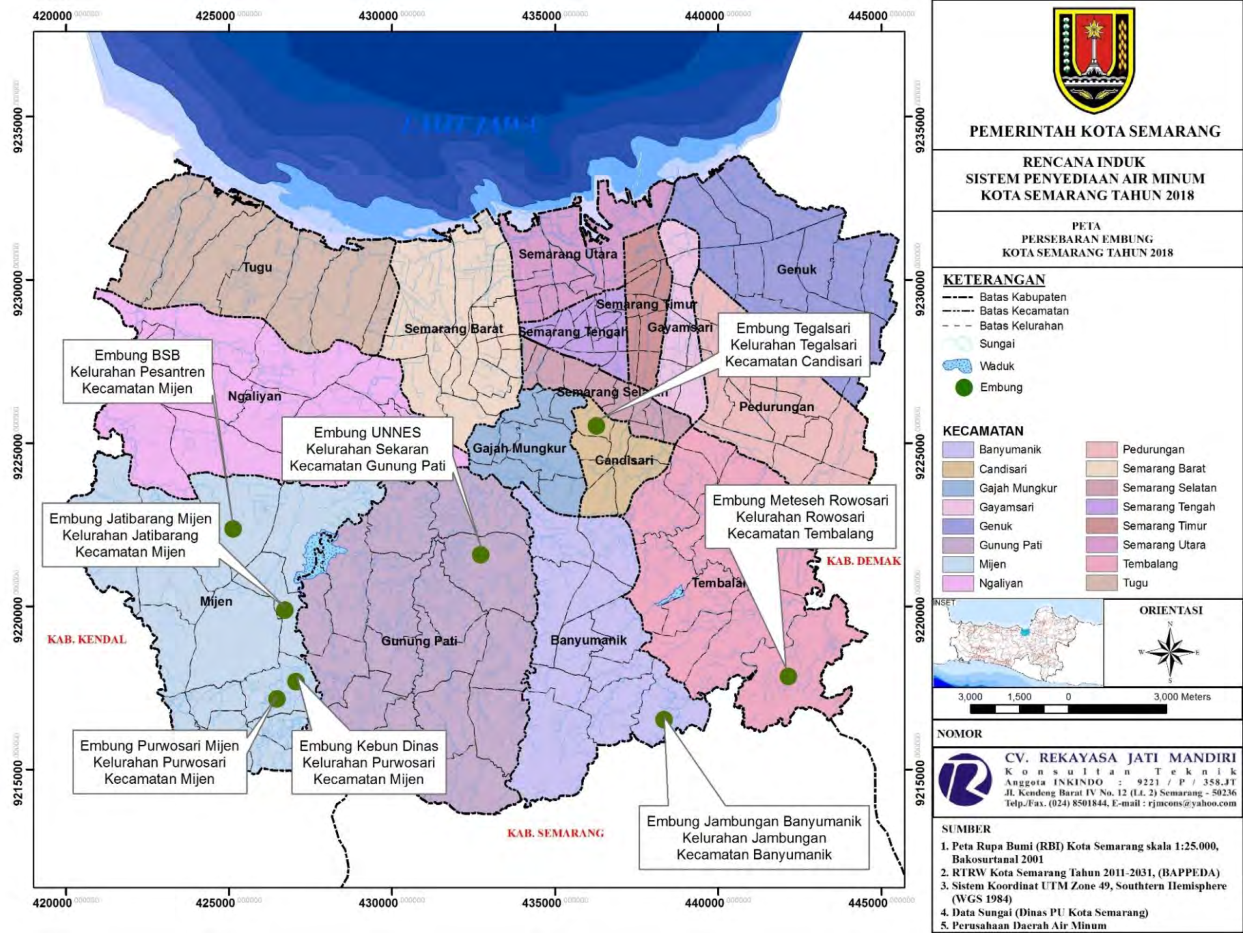 420000
425000
430000
435000
440000
445000
9235000
9230000
9225000
9220000
9215000
9235000
9230000
9225000
9220000
9215000
Tugu
Semarang Utara
Genuk
Semarang Timur
Semarang Barat
Semarang Tengah
Gayamsari
Embung Tegalsari
Kelurahan Tegalsari
Kecamatan Candisari
Embung BSB
Kelurahan Pesantren
Kecamatan Mijen
Ngaliyan
Pedurungan
Embung UNNES
Kelurahan Sekaran
Kecamatan Gunung Pati
Gajah Mungkur
Candisari
Embung Meteseh Rowosari
Kelurahan Rowosari
Kecamatan Tembalang
Embung Jatibarang Mijen
Kelurahan Jatibarang
Kecamatan Mijen
KAB. DEMAK
Mijen
KAB. KENDAL
Gunung Pati
Banyumanik
Embung Purwosari Mijen
Kelurahan Purwosari
Kecamatan Mijen
Embung Kebun Dinas
Kelurahan Purwosari
Kecamatan Mijen
KAB. SEMARANG
Embung Jambungan Banyumanik
Kelurahan Jambungan
Kecamatan Banyumanik
420000
425000
430000
435000
440000
445000
PEMERINTAH KOTA SEMARANG
RENCANA INDUK
SISTEM PENYEDIAAN AIR MINUM
KOTA SEMARANG TAHUN 2018
PETA
PERSEBARAN EMBUNG
KOTA SEMARANG TAHUN 2018
KETERANGAN
Batas Kabupaten
Batas Kecamatan
Batas Kelurahan
Sungai
Waduk
Embung
KECAMATAN
Banyumanik
Candisari
Gajah Mungkur
Gayamsari
Genuk
Gunung Pati
Mijen
Ngaliyan
Pedurungan
Semarang Barat
Semarang Selatan
Semarang Tengah
Semarang Timur
Semarang Utara
Tembalang
Tugu
INSET
ORIENTASI
N
W
E
S
3,000 1,500 0 3,000 Meters
NOMOR
CV. REKAYASA JATI MANDIRI
Konsultan Teknik
Anggota INKINDO : 9221 / P / 358.JT
Jl. Kendeng Barat IV No. 12 (Lt. 2) Semarang - 50236
Telp./Fax. (024) 8501844, E-mail : rjmcons@yahoo.com
SUMBER
1. Peta Rupa Bumi (RBI) Kota Semarang skala 1:25.000,
Bakosurtanal 2001
2. RTRW Kota Semarang Tahun 2011-2031, (BAPPEDA)
3. Sistem Koordinat UTM Zone 49, Southtern Hemisphere
(WGS 1984)
4. Data Sungai (Dinas PU Kota Semarang)
5. Perusahaan Daerah Air Minum